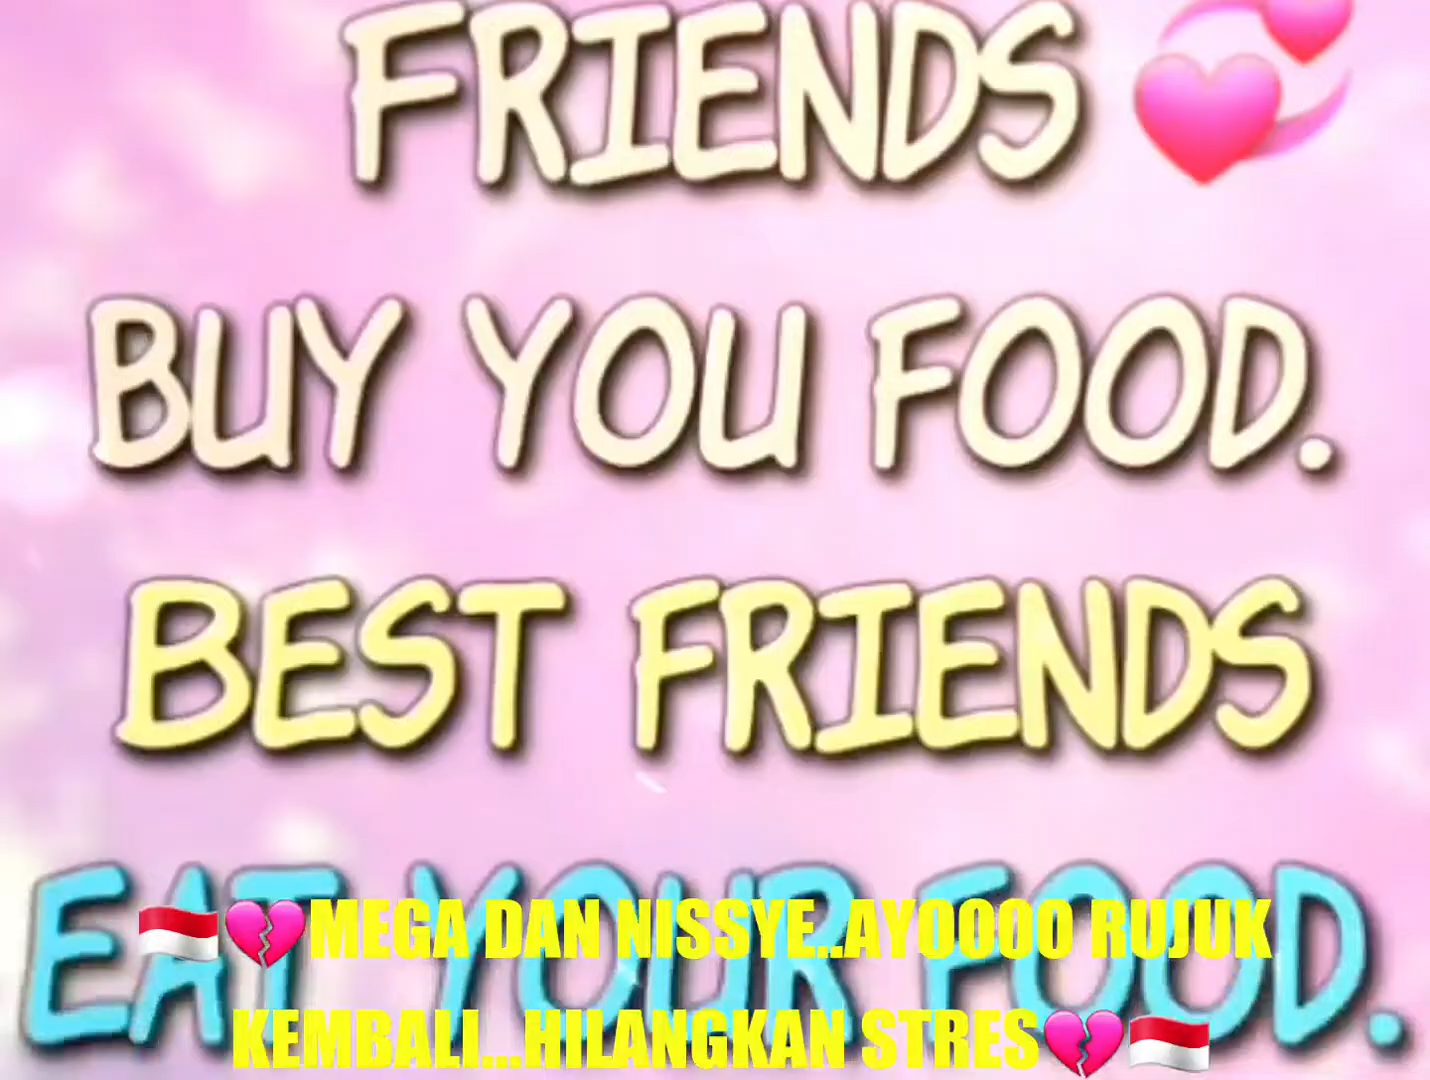 FRIENDS 💞
BUY YOU FOOD.
BEST FRIENDS
EAT YOUR FOOD.
🇮🇩💔MEGA DAN NISSYE..AYOOOO RUJUK
KEMBALI...HILANGKAN STRES💔🇮🇩